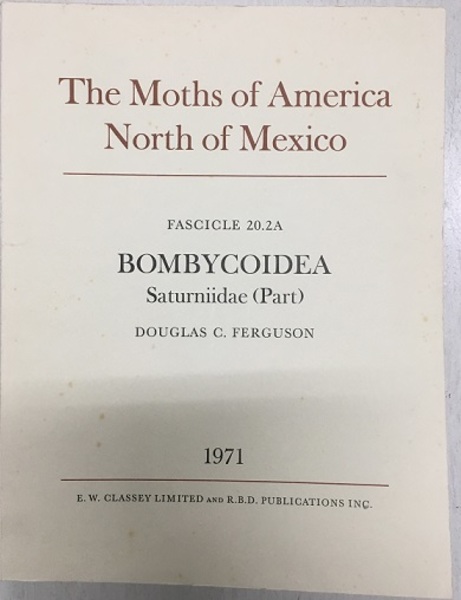 The Moths of America
North of Mexico
FASCICLE 20.2A
BOMBYCOIDEA
Saturniidae (Part)
DOUGLAS C. FERGUSON
1971
E. W. CLASSEY LIMITED AND R.B.D. PUBLICATIONS INC.